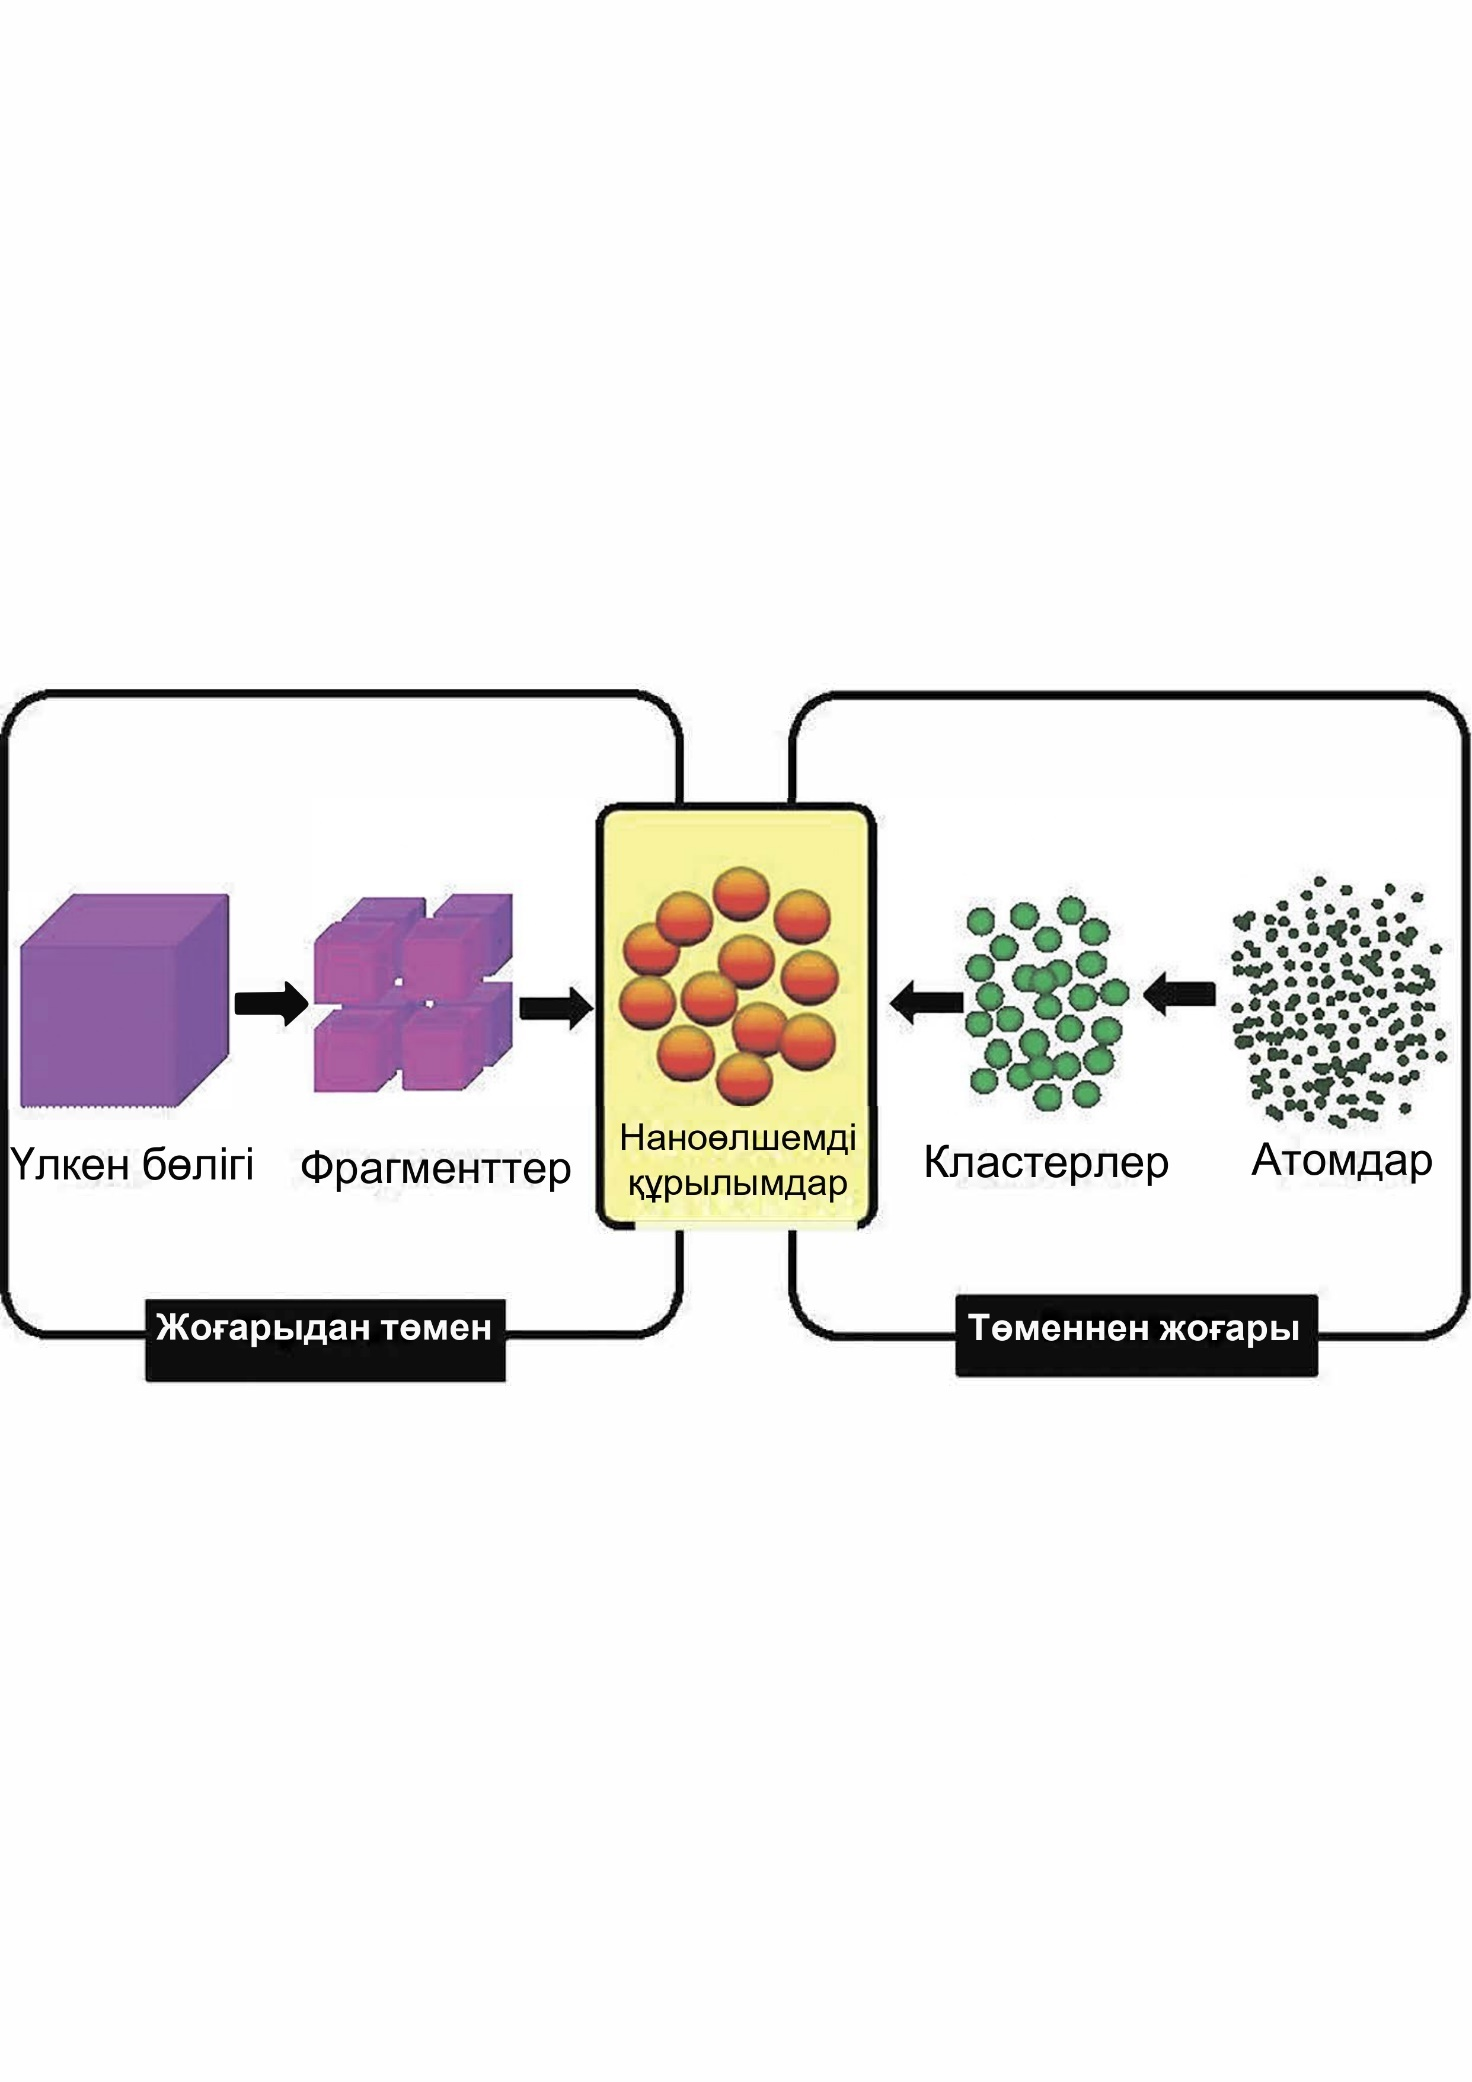 Үлкен бөлігі
Фрагменттер
Наноөлшемді
құрылымдар
Кластерлер
Атомдар
Жоғарыдан төмен
Төменнен жоғары